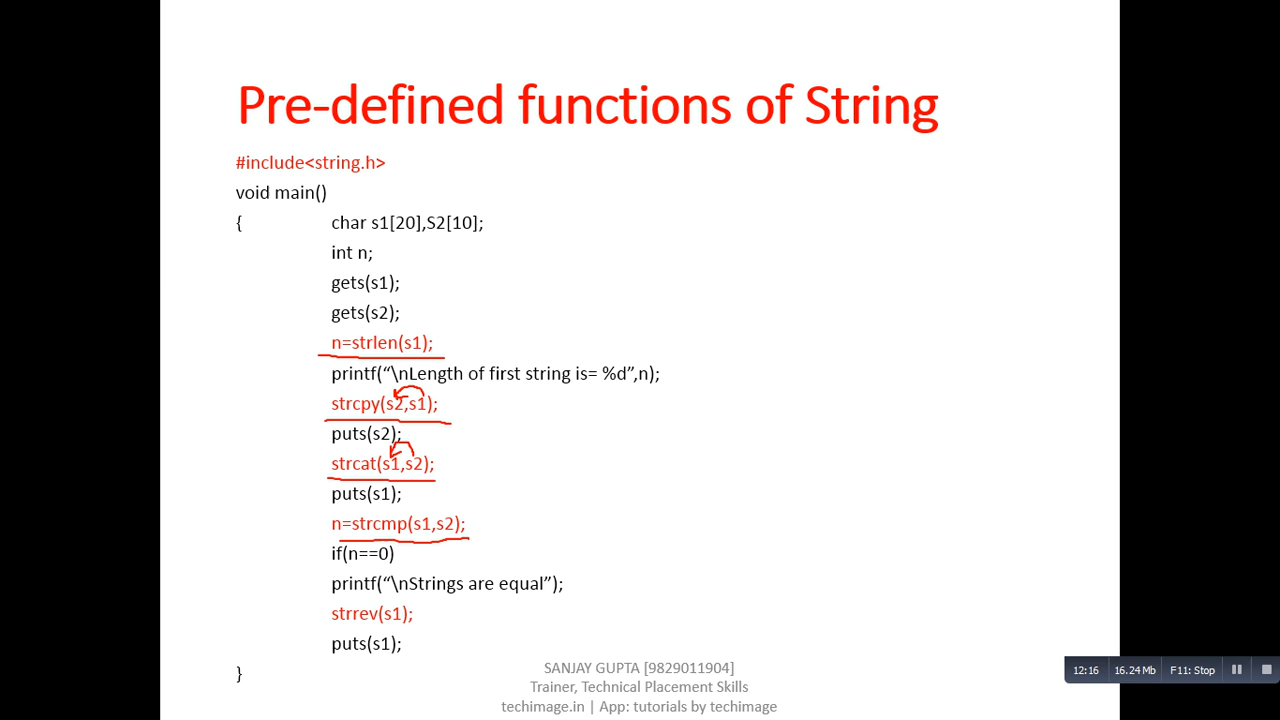 Pre-defined functions of String
#include<string.h>
void main()
{ char s1[20],S2[10];
int n;
gets(s1);
gets(s2);
n=strlen(s1);
printf(“\nLength of first string is= %d”,n);
strcpy(s2,s1);
puts(s2);
strcat(s1,s2);
puts(s1);
n=strcmp(s1,s2);
if(n==0)
printf(“\nStrings are equal”);
strrev(s1);
puts(s1);
}
SANJAY GUPTA [9829011904]
Trainer, Technical Placement Skills
techimage.in | App: tutorials by techimage
12:16 16.24 Mb F11: Stop